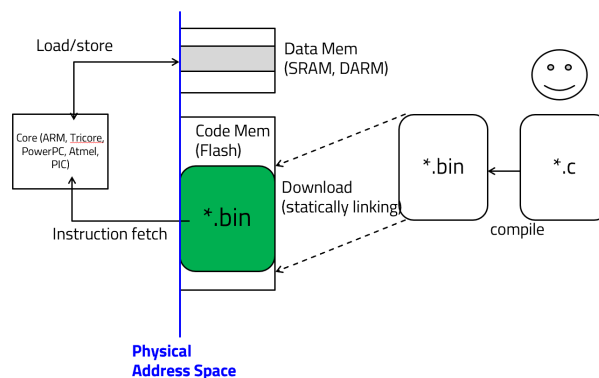 Load/store
Data Mem
(SRAM, DARM)
Core (ARM, Tricore,
PowerPC, Atmel,
PIC)
Code Mem
(Flash)
*.bin
Download
(statically linking)
*.bin
*.c
Instruction fetch
compile
Physical
Address Space